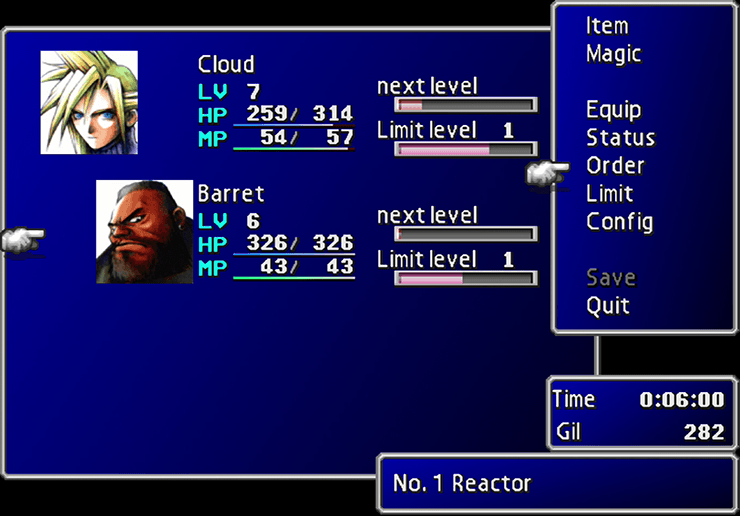 Cloud
LV 7
HP 259/ 314
MP 54/ 57
next level
Limit level 1
Barret
LV 6
HP 326/ 326
MP 43/ 43
next level
Limit level 1
Item
Magic
Equip
Status
Order
Limit
Config
Save
Quit
Time 0:06:00
Gil 282
No. 1 Reactor